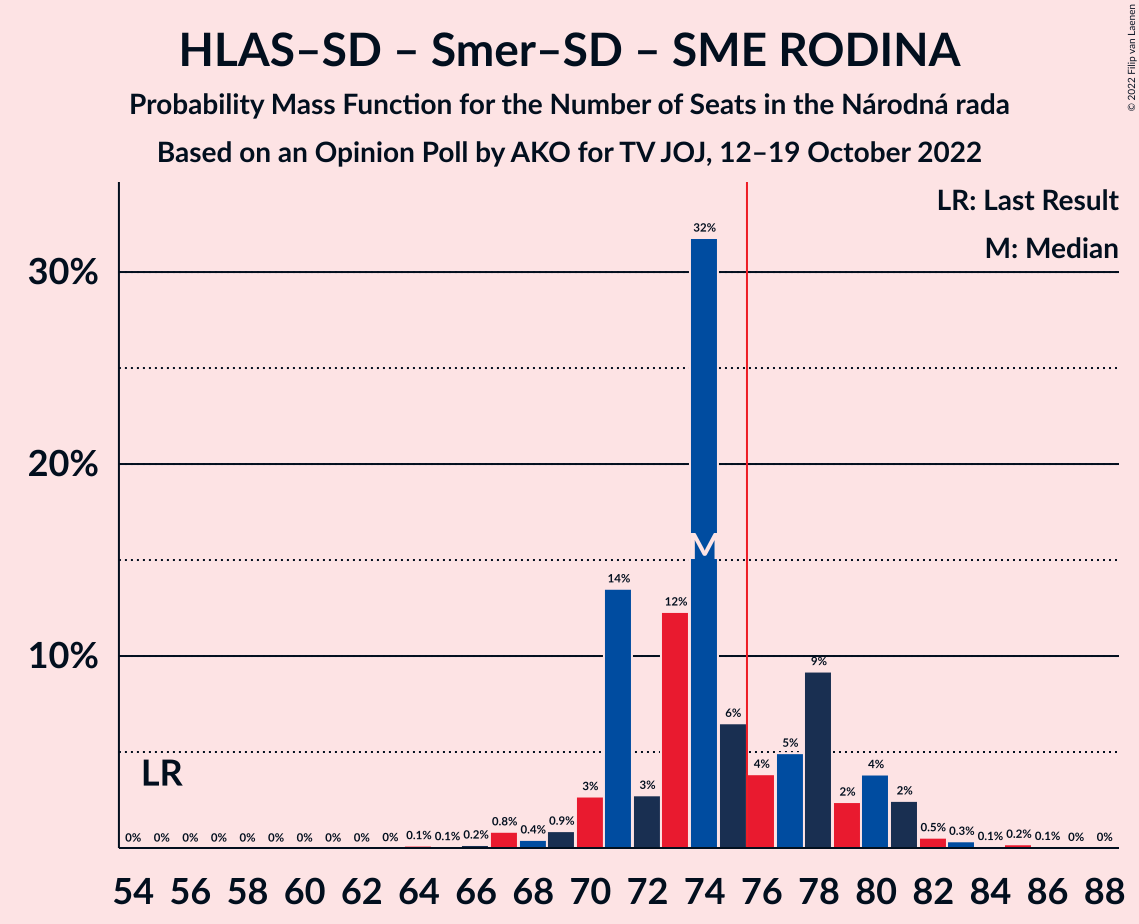 HLAS–SD – Smer–SD – SME RODINA
Probability Mass Function for the Number of Seats in the Národná rada
Based on an Opinion Poll by AKO for TV JOJ, 12–19 October 2022
© 2022 Filip van Laenen
LR: Last Result
M: Median
30%
20%
10%
LR
M
0% 0% 0% 0% 0% 0% 0% 0% 0% 0% 0.1% 0.1% 0.2% 0.8% 0.4% 0.9% 3% 14% 3% 12% 32% 6% 4% 5% 9% 2% 4% 2% 0.5% 0.3% 0.1% 0.2% 0.1% 0% 0%
54 56 58 60 62 64 66 68 70 72 74 76 78 80 82 84 86 88